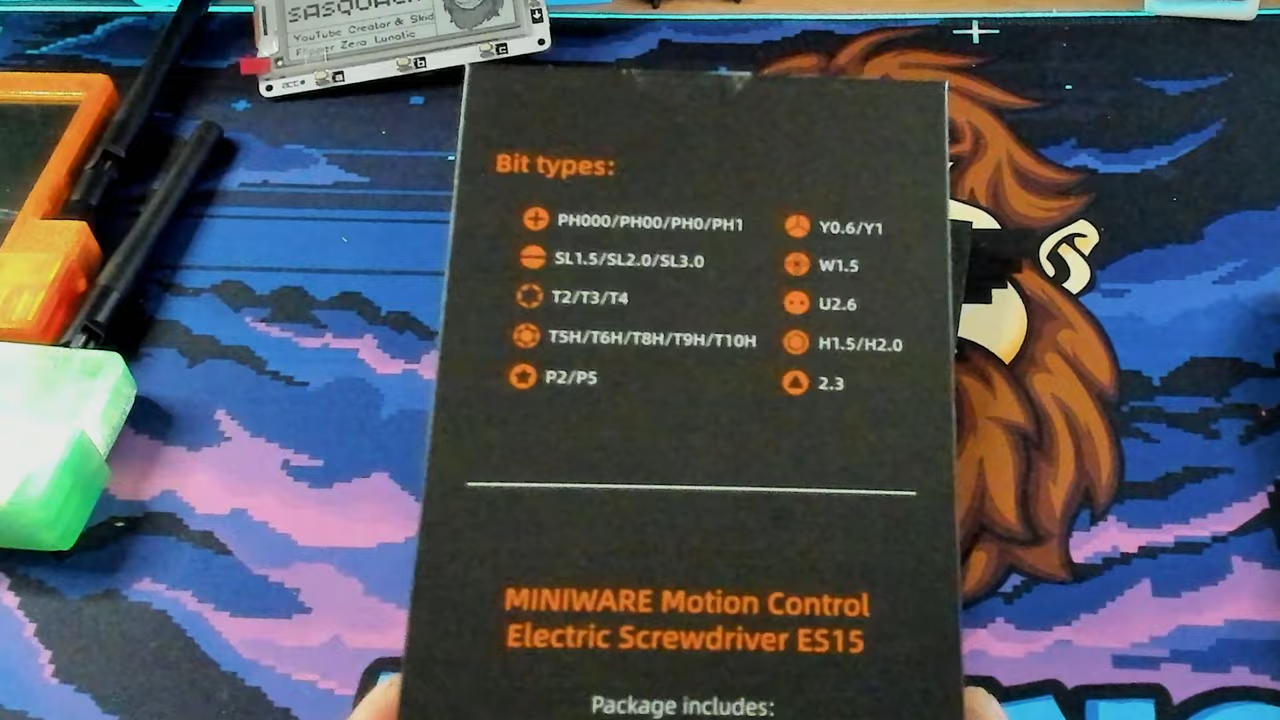 YouTube Creator & Skid
Flipper Zero Lunatic
a
b
c
Bit types:
PH000/PH00/PH0/PH1
SL1.5/SL2.0/SL3.0
T2/T3/T4
T5H/T6H/T8H/T9H/T10H
P2/P5
Y0.6/Y1
W1.5
U2.6
H1.5/H2.0
2.3
MINIWARE Motion Control
Electric Screwdriver ES15
Package includes: